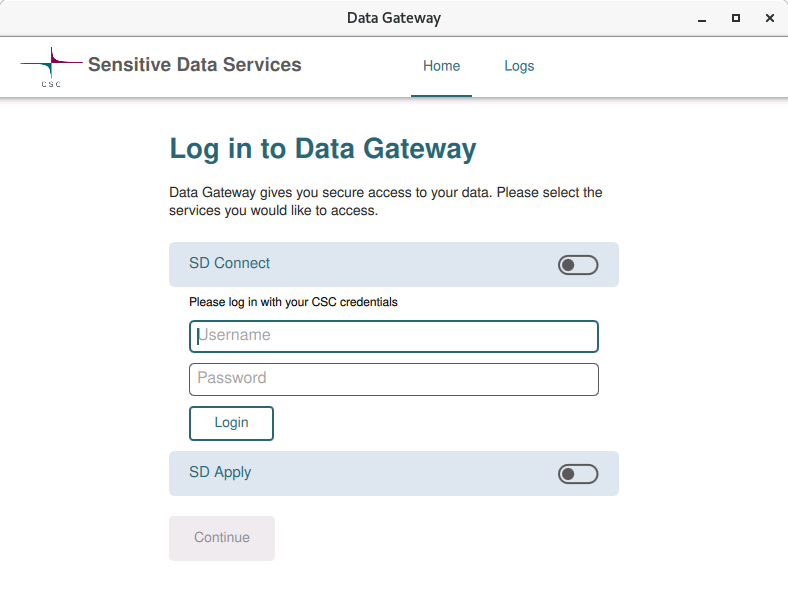 Data Gateway
CSC
Sensitive Data Services
Home
Logs
Log in to Data Gateway
Data Gateway gives you secure access to your data. Please select the
services you would like to access.
SD Connect
Please log in with your CSC credentials
Username
Password
Login
SD Apply
Continue